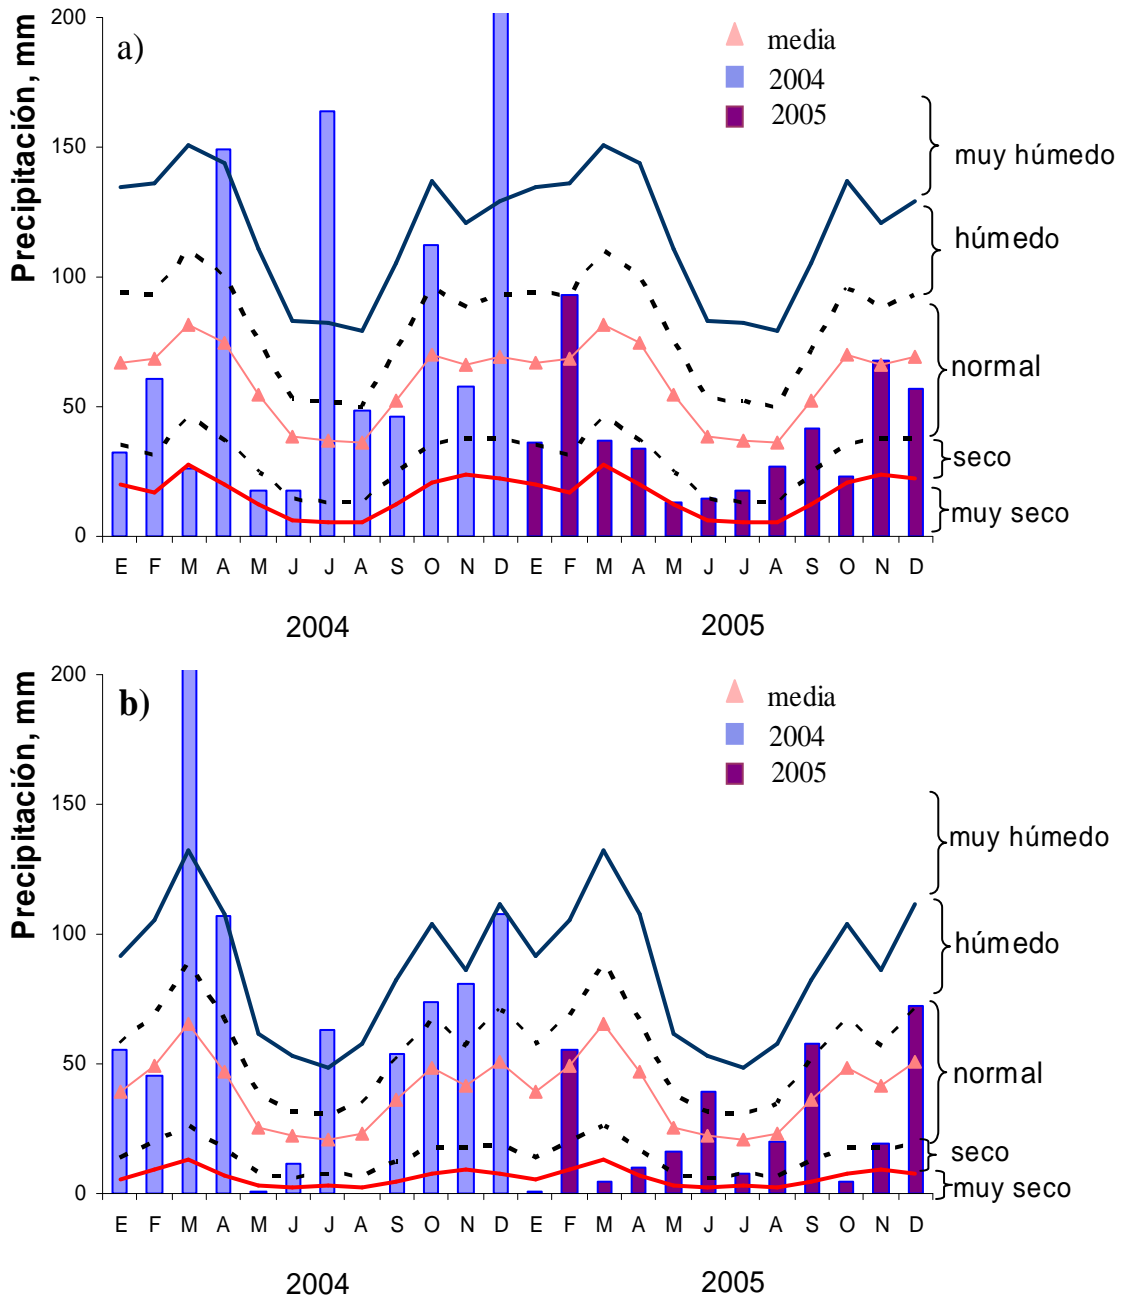 a)
Precipitación, mm
200
150
100
50
0
media
2004
2005
muy húmedo
húmedo
normal
seco
muy seco
E F M A M J J A S O N D E F M A M J J A S O N D
2004 2005
b)
Precipitación, mm
200
150
100
50
0
media
2004
2005
muy húmedo
húmedo
normal
seco
muy seco
E F M A M J J A S O N D E F M A M J J A S O N D
2004 2005